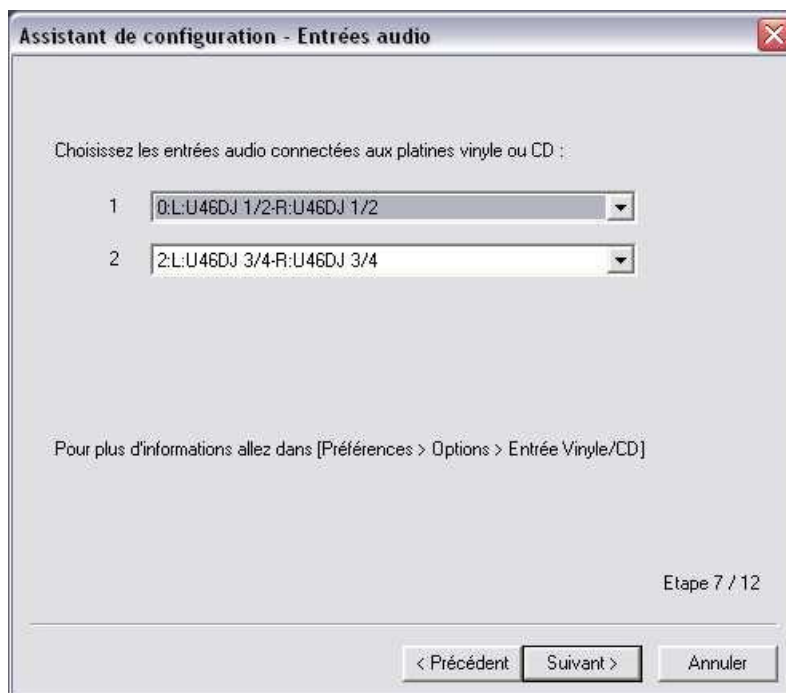 Assistant de configuration - Entrées audio
Choisissez les entrées audio connectées aux platines vinyle ou CD :
1 0:L:U46DJ 1/2-R:U46DJ 1/2
2 2:L:U46DJ 3/4-R:U46DJ 3/4
Pour plus d'informations allez dans [Préférences > Options > Entrée Vinyle/CD]
Etape 7 / 12
< Précédent Suivant > Annuler